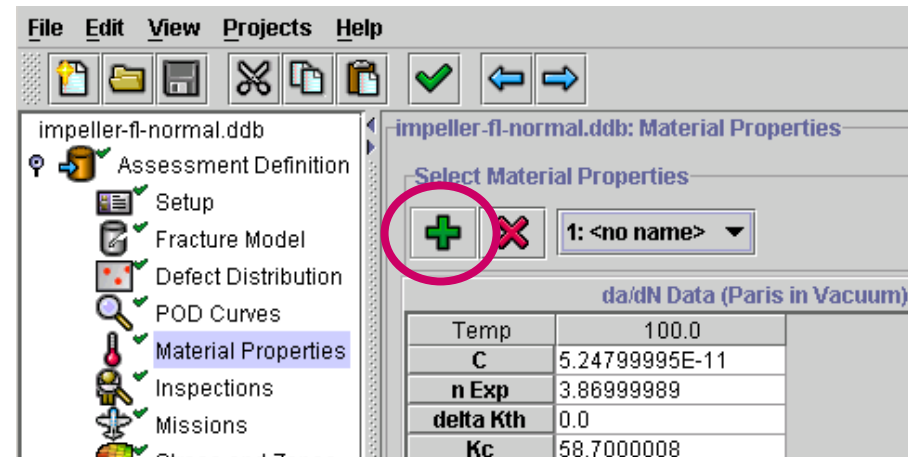 File Edit View Projects Help
impeller-fl-normal.ddb
Assessment Definition
Setup
Fracture Model
Defect Distribution
POD Curves
Material Properties
Inspections
Missions
impeller-fl-normal.ddb: Material Properties
Select Material Properties
1: <no name>
da/dN Data (Paris in Vacuum)
Temp 100.0
C 5.24799995E-11
n Exp 3.86999989
delta Kth 0.0
Kc 58.7000008